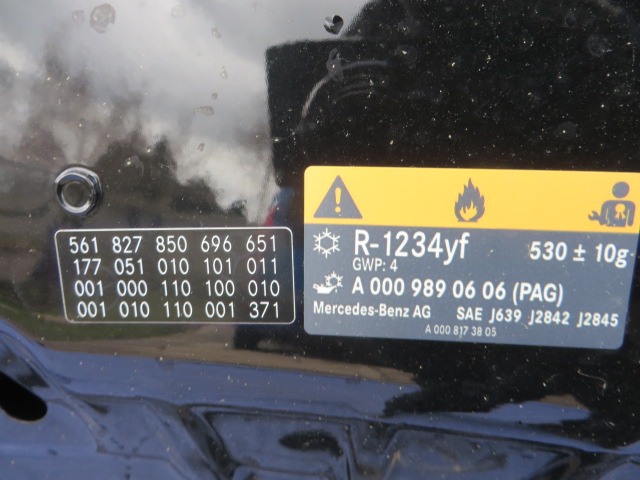 561 827 850 696 651
177 051 010 101 011
001 000 110 100 010
001 010 110 001 371
R-1234yf 530 ± 10g
GWP: 4
A 000 989 06 06 (PAG)
Mercedes-Benz AG SAE J639 J2842 J2845
A 000 817 38 05